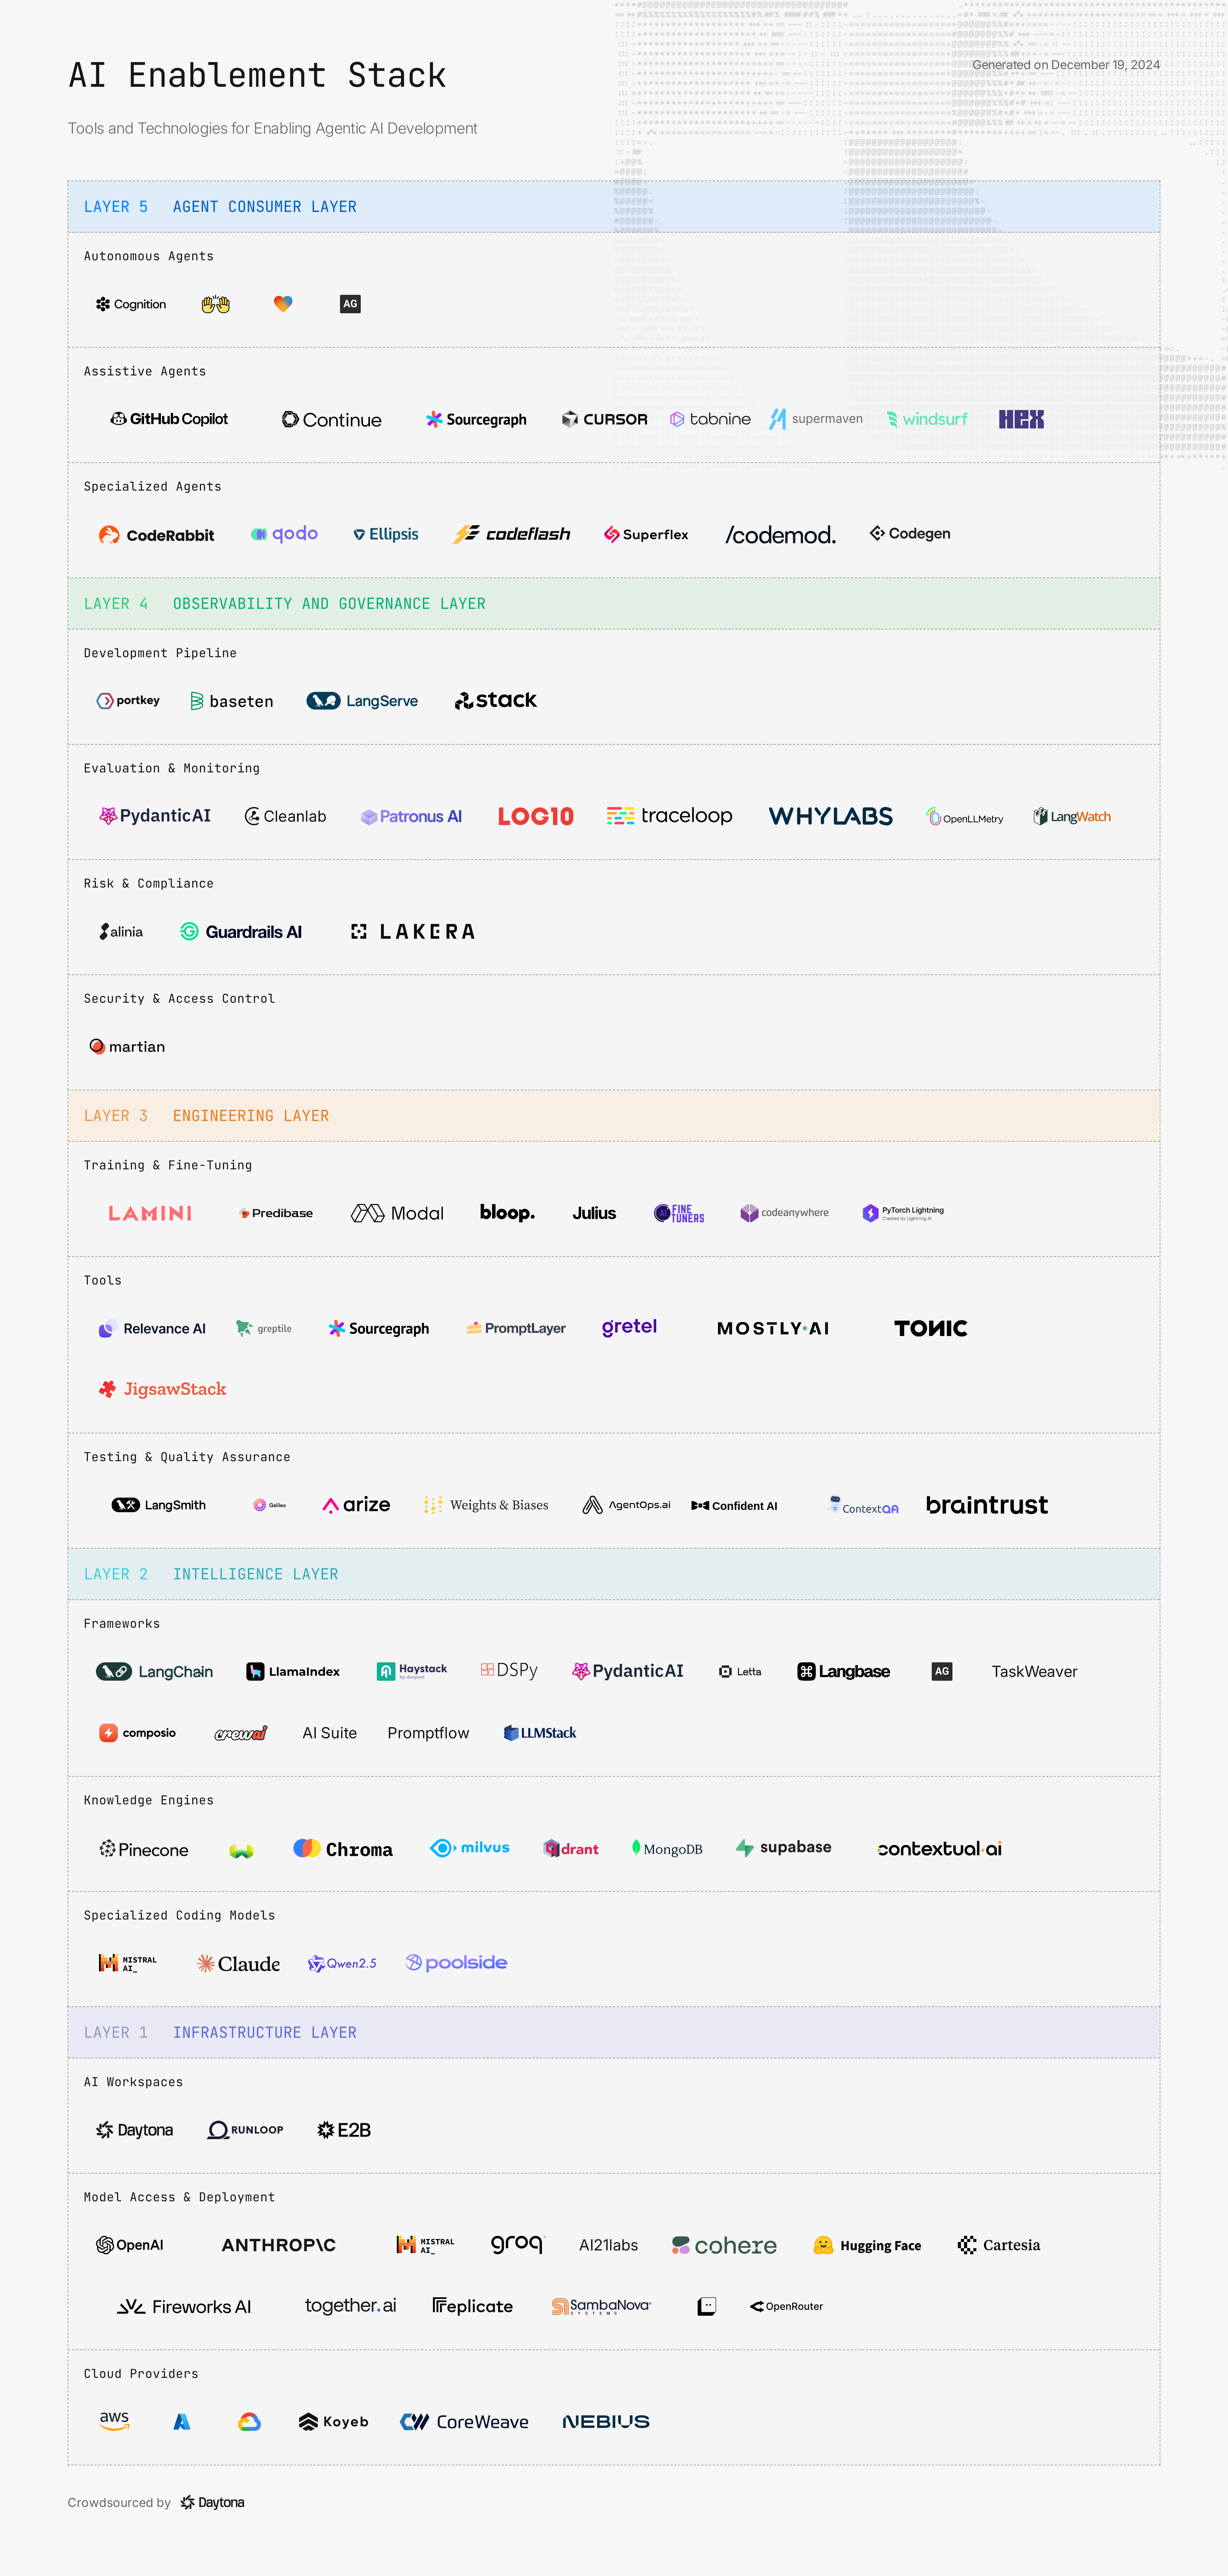 AI Enablement Stack
Generated on December 19, 2024
Tools and Technologies for Enabling Agentic AI Development
LAYER 5 AGENT CONSUMER LAYER
Autonomous Agents
Cognition AG
Assistive Agents
GitHub Copilot Continue Sourcegraph CURSOR tabnine supermaven windsurf HEX
Specialized Agents
CodeRabbit qodo Ellipsis codeflash Superflex /codemod. Codegen
LAYER 4 OBSERVABILITY AND GOVERNANCE LAYER
Development Pipeline
portkey baseten LangServe stack
Evaluation & Monitoring
PydanticAI Cleanlab Patronus AI LOG10 traceloop WHYLABS OpenLLMetry LangWatch
Risk & Compliance
alinia Guardrails AI LAKERA
Security & Access Control
martian
LAYER 3 ENGINEERING LAYER
Training & Fine-Tuning
LAMINI Predibase Modal bloop. Julius AI FINE TUNERS codeanywhere PyTorch Lightning
Created by Lightning AI
Tools
Relevance AI greptile Sourcegraph PromptLayer gretel MOSTLY·AI TONIC
JigsawStack
Testing & Quality Assurance
LangSmith Galileo arize Weights & Biases AgentOps.ai Confident AI ContextQA braintrust
LAYER 2 INTELLIGENCE LAYER
Frameworks
LangChain LlamaIndex Haystack by deepset DSPy PydanticAI Letta Langbase AG TaskWeaver
composio crewai AI Suite Promptflow LLMStack
Knowledge Engines
Pinecone Chroma milvus qdrant MongoDB supabase contextual·ai
Specialized Coding Models
MISTRAL AI_ Claude Qwen2.5 poolside
LAYER 1 INFRASTRUCTURE LAYER
AI Workspaces
Daytona RUNLOOP E2B
Model Access & Deployment
OpenAI ANTHROP\C MISTRAL AI_ groq AI21labs cohere Hugging Face Cartesia
Fireworks AI together.ai Replicate SambaNova SYSTEMS OpenRouter
Cloud Providers
aws Koyeb CoreWeave NEBIUS
Crowdsourced by Daytona